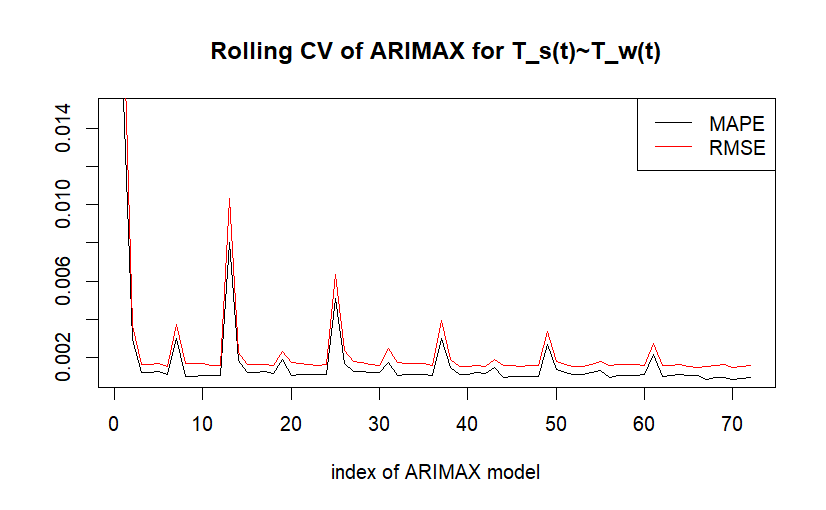 Rolling CV of ARIMAX for T_s(t)~T_w(t)
MAPE
RMSE
0.014
0.010
0.006
0.002
0 10 20 30 40 50 60 70
index of ARIMAX model